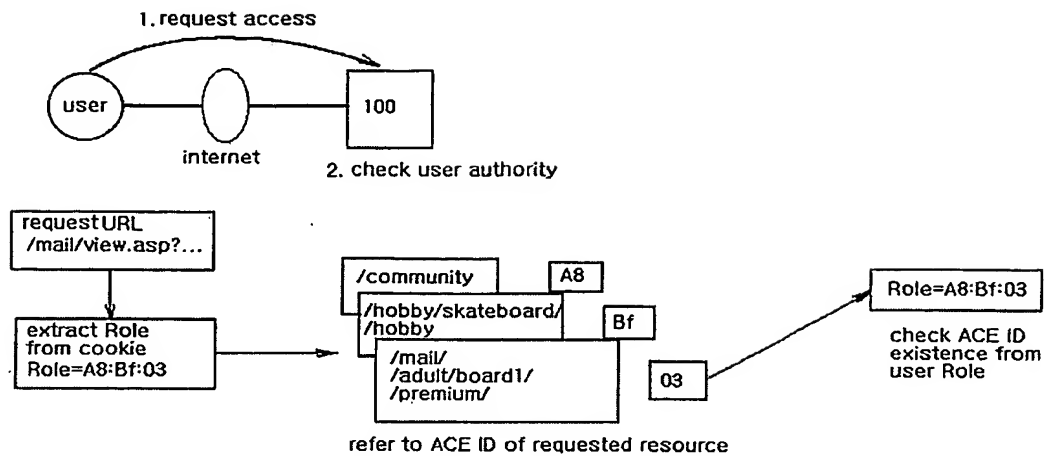 1. request access
user
100
internet
2. check user authority
request URL
/mail/view.asp?...
extract Role
from cookie
Role=A8:Bf:03
/community
A8
/hobby/skateboard/
/hobby
Bf
/mail/
/adult/board1/
/premium/
03
refer to ACE ID of requested resource
Role=A8:Bf:03
check ACE ID
existence from
user Role